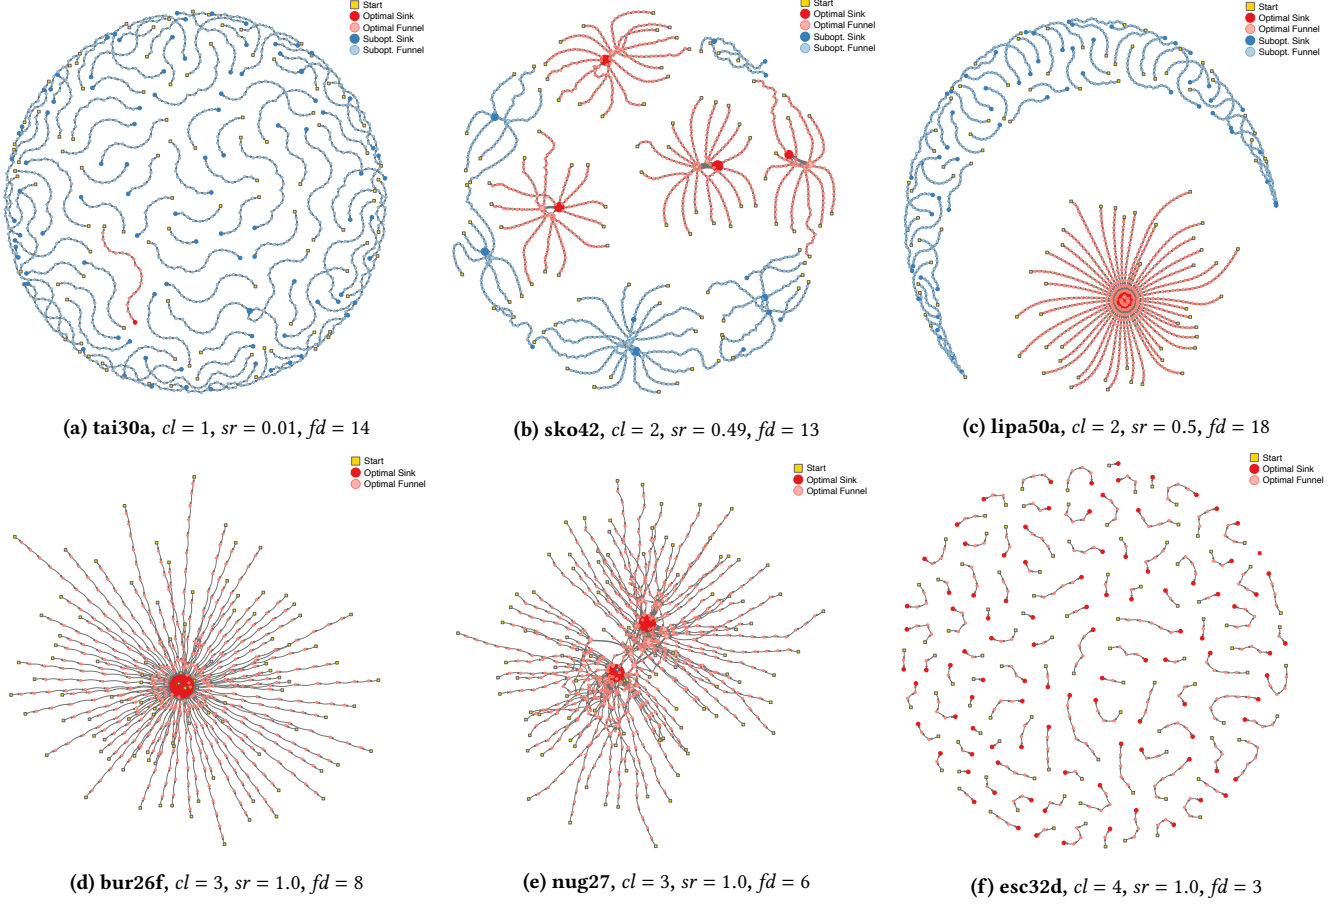 Start
Optimal Sink
Optimal Funnel
Subopt. Sink
Subopt. Funnel
(a) tai30a, cl = 1, sr = 0.01, fd = 14
Start
Optimal Sink
Optimal Funnel
Subopt. Sink
Subopt. Funnel
(b) sko42, cl = 2, sr = 0.49, fd = 13
Start
Optimal Sink
Optimal Funnel
Subopt. Sink
Subopt. Funnel
(c) lipa50a, cl = 2, sr = 0.5, fd = 18
Start
Optimal Sink
Optimal Funnel
(d) bur26f, cl = 3, sr = 1.0, fd = 8
Start
Optimal Sink
Optimal Funnel
(e) nug27, cl = 3, sr = 1.0, fd = 6
Start
Optimal Sink
Optimal Funnel
(f) esc32d, cl = 4, sr = 1.0, fd = 3